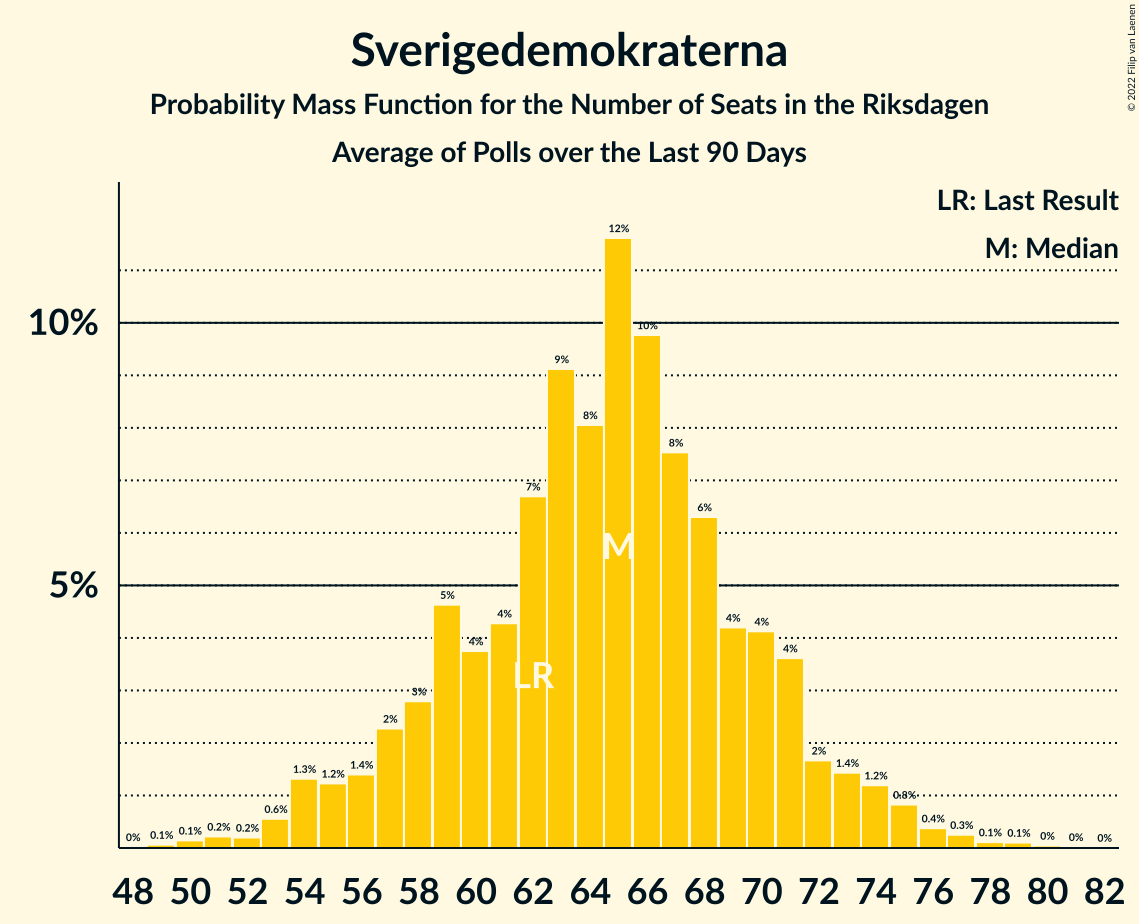 Sverigedemokraterna
Probability Mass Function for the Number of Seats in the Riksdagen
Average of Polls over the Last 90 Days
© 2022 Filip van Laenen
LR: Last Result
M: Median
10%
5%
0% 0.1% 0.1% 0.2% 0.2% 0.6% 1.3% 1.2% 1.4% 2% 3% 5% 4% 4% 7% 9% 8% 12% 10% 8% 6% 4% 4% 4% 2% 1.4% 1.2% 0.8% 0.4% 0.3% 0.1% 0.1% 0% 0% 0%
M
LR
48 50 52 54 56 58 60 62 64 66 68 70 72 74 76 78 80 82